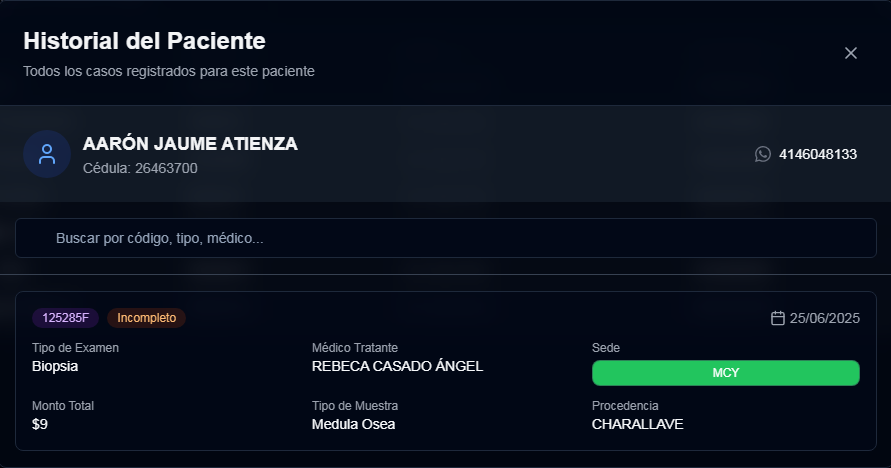 Historial del Paciente
Todos los casos registrados para este paciente
AARÓN JAUME ATIENZA
Cédula: 26463700
4146048133
Buscar por código, tipo, médico...
125285F Incompleto 25/06/2025
Tipo de Examen Médico Tratante Sede
Biopsia REBECA CASADO ÁNGEL MCY
Monto Total Tipo de Muestra Procedencia
$9 Medula Osea CHARALLAVE